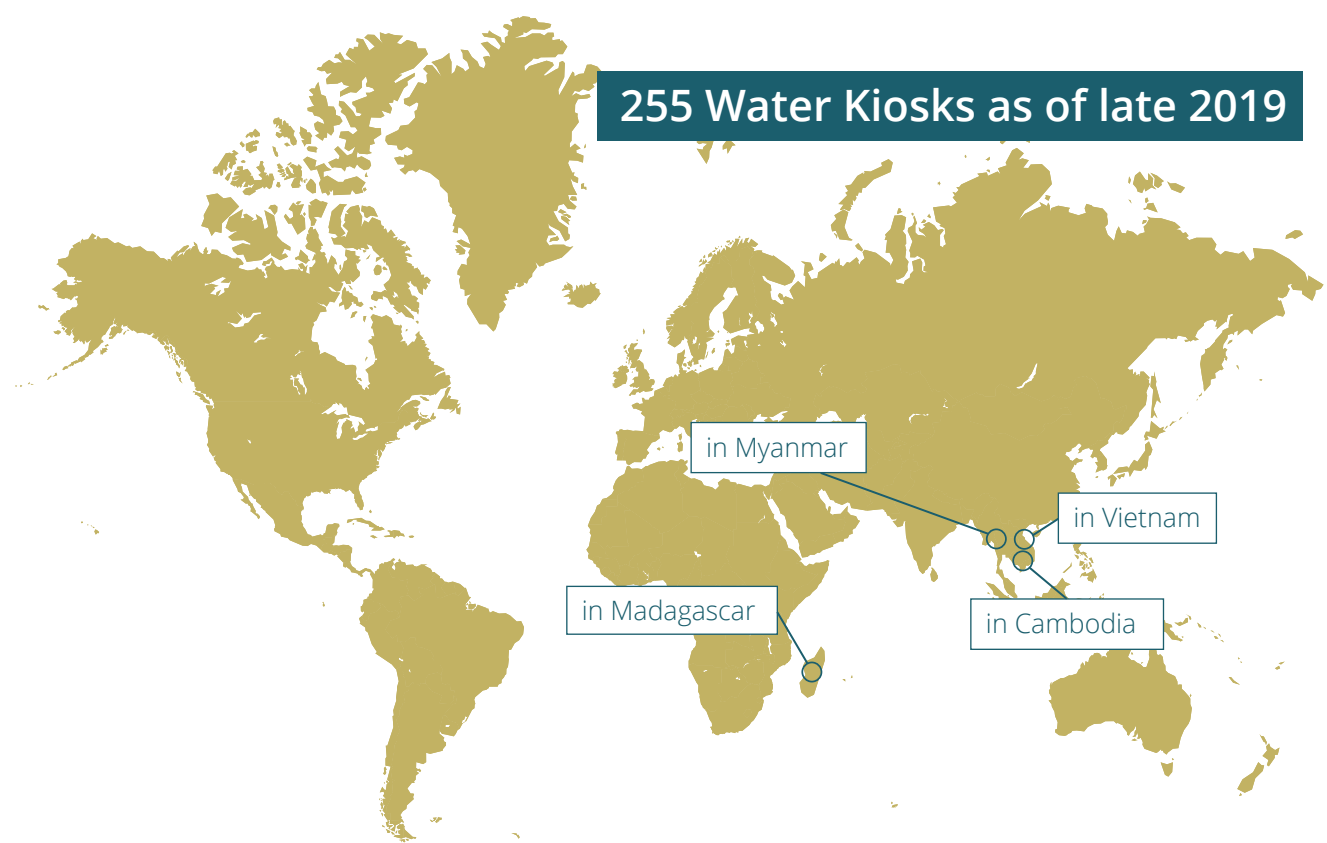 255 Water Kiosks as of late 2019
in Myanmar
in Vietnam
in Madagascar
in Cambodia